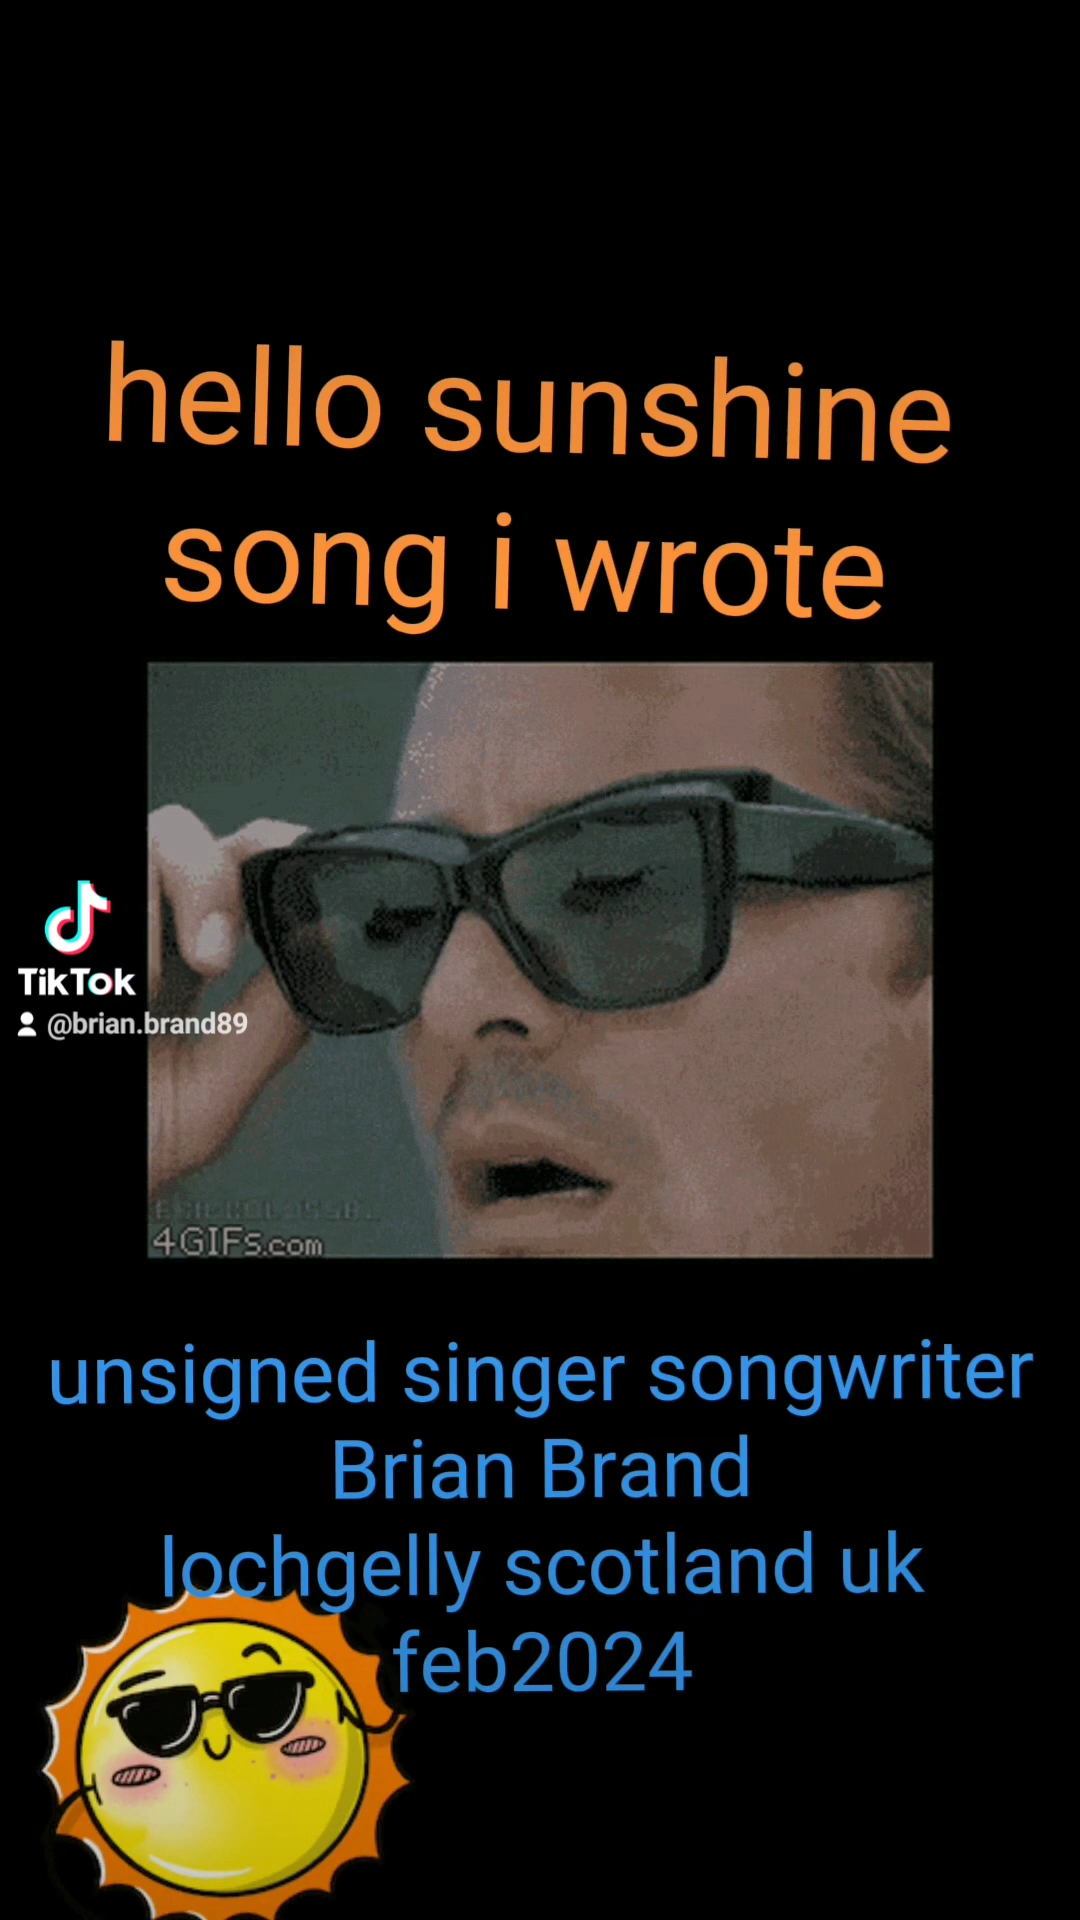 hello sunshine
song i wrote
TikTok
@brian.brand89
4GIFs.com
unsigned singer songwriter
Brian Brand
lochgelly scotland uk
feb2024